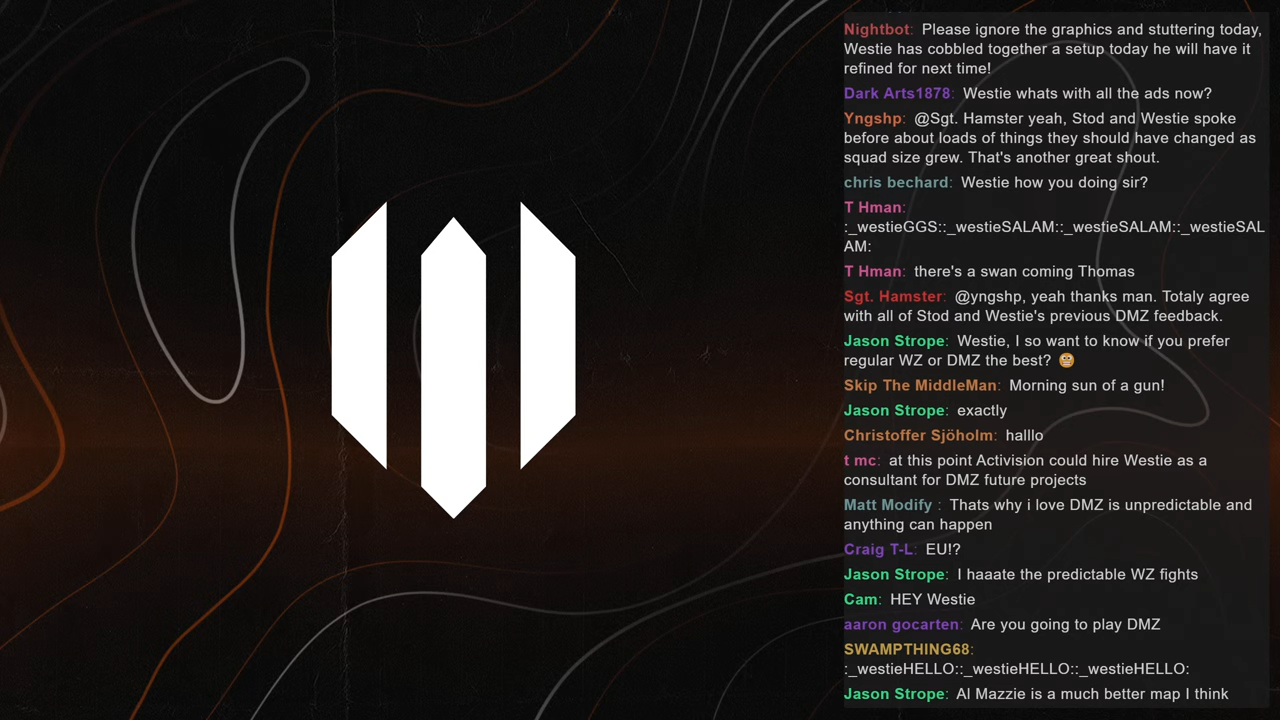 Nightbot: Please ignore the graphics and stuttering today,
Westie has cobbled together a setup today he will have it
refined for next time!
Dark Arts1878: Westie whats with all the ads now?
Yngshp: @Sgt. Hamster yeah, Stod and Westie spoke
before about loads of things they should have changed as
squad size grew. That's another great shout.
chris bechard: Westie how you doing sir?
T Hman:
:_westieGGS::_westieSALAM::_westieSALAM::_westieSAL
AM:
T Hman: there's a swan coming Thomas
Sgt. Hamster: @yngshp, yeah thanks man. Totaly agree
with all of Stod and Westie's previous DMZ feedback.
Jason Strope: Westie, I so want to know if you prefer
regular WZ or DMZ the best? 😬
Skip The MiddleMan: Morning sun of a gun!
Jason Strope: exactly
Christoffer Sjöholm: halllo
t mc: at this point Activision could hire Westie as a
consultant for DMZ future projects
Matt Modify : Thats why i love DMZ is unpredictable and
anything can happen
Craig T-L: EU!?
Jason Strope: I haaate the predictable WZ fights
Cam: HEY Westie
aaron gocarten: Are you going to play DMZ
SWAMPTHING68:
:_westieHELLO::_westieHELLO::_westieHELLO:
Jason Strope: Al Mazzie is a much better map I think